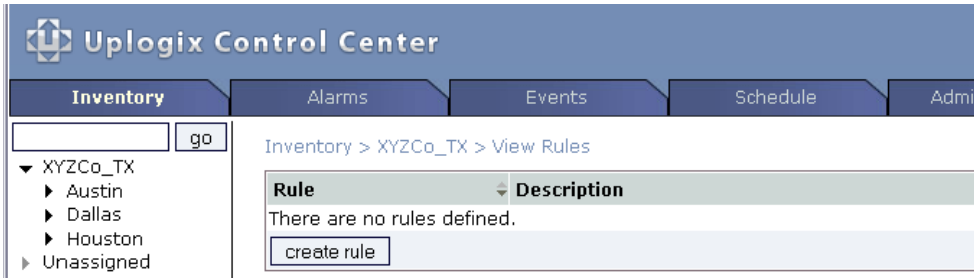 Uplogix Control Center
Inventory Alarms Events Schedule Admi
go
Inventory > XYZCo_TX > View Rules
XYZCo_TX
Austin
Dallas
Houston
Unassigned
Rule Description
There are no rules defined.
create rule